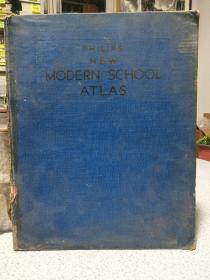 PHILIPS'
NEW
MODERN SCHOOL
ATLAS